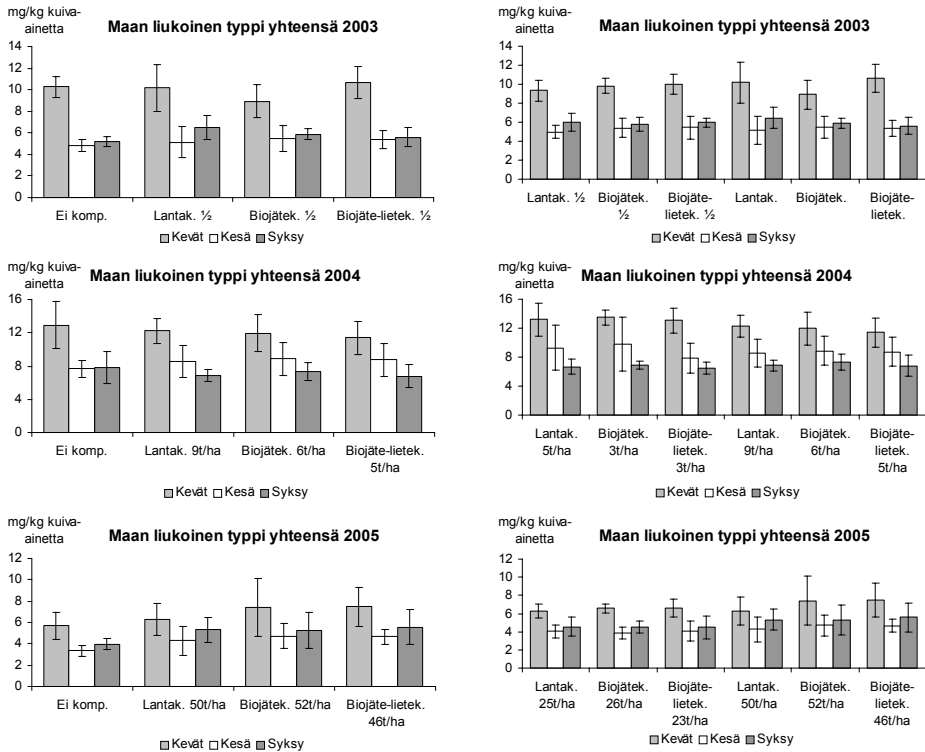 mg/kg kuiva-
ainetta
Maan liukoinen typpi yhteensä 2003
14
12
10
8
6
4
2
0
Ei komp. Lantak. ½ Biojätek. ½ Biojäte-lietek. ½
Kevät Kesä Syksy
mg/kg kuiva-
ainetta
Maan liukoinen typpi yhteensä 2003
14
12
10
8
6
4
2
0
Lantak. ½ Biojätek. Biojäte- Lantak. Biojätek. Biojäte-
½ lietek. ½ lietek.
Kevät Kesä Syksy
mg/kg kuiva-
ainetta
Maan liukoinen typpi yhteensä 2004
16
12
8
4
0
Ei komp. Lantak. 9t/ha Biojätek. 6t/ha Biojäte-lietek.
5t/ha
Kevät Kesä Syksy
mg/kg kuiva-
ainetta
Maan liukoinen typpi yhteensä 2004
16
12
8
4
0
Lantak. Biojätek. Biojäte- Lantak. Biojätek. Biojäte-
5t/ha 3t/ha lietek. 9t/ha 6t/ha lietek.
3t/ha 5t/ha
Kevät Kesä Syksy
mg/kg kuiva-
ainetta
Maan liukoinen typpi yhteensä 2005
12
10
8
6
4
2
0
Ei komp. Lantak. 50t/ha Biojätek. 52t/ha Biojäte-lietek.
46t/ha
Kevät Kesä Syksy
mg/kg kuiva-
ainetta
Maan liukoinen typpi yhteensä 2005
12
10
8
6
4
2
0
Lantak. Biojätek. Biojäte- Lantak. Biojätek. Biojäte-
25t/ha 26t/ha lietek. 50t/ha 52t/ha lietek.
23t/ha 46t/ha
Kevät Kesä Syksy